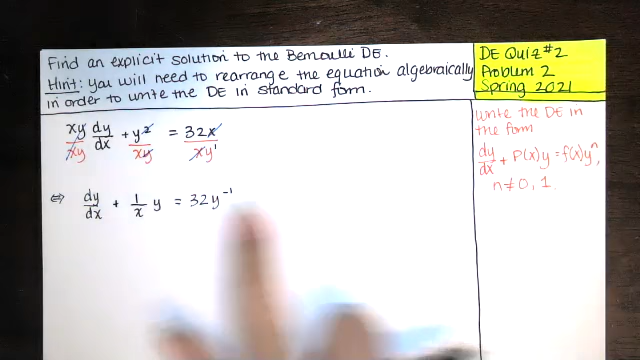 Find an explicit solution to the Bernoulli DE.
Hint: you will need to rearrange the equation algebraically
in order to write the DE in standard form.
DE Quiz #2
Problem 2
Spring 2021
xy dy/dx + y² = 32x
xy xy xy¹
⇔ dy/dx + 1/x y = 32y⁻¹
write the DE in
the form
dy/dx + P(x)y = f(x)yⁿ,
n ≠ 0, 1.